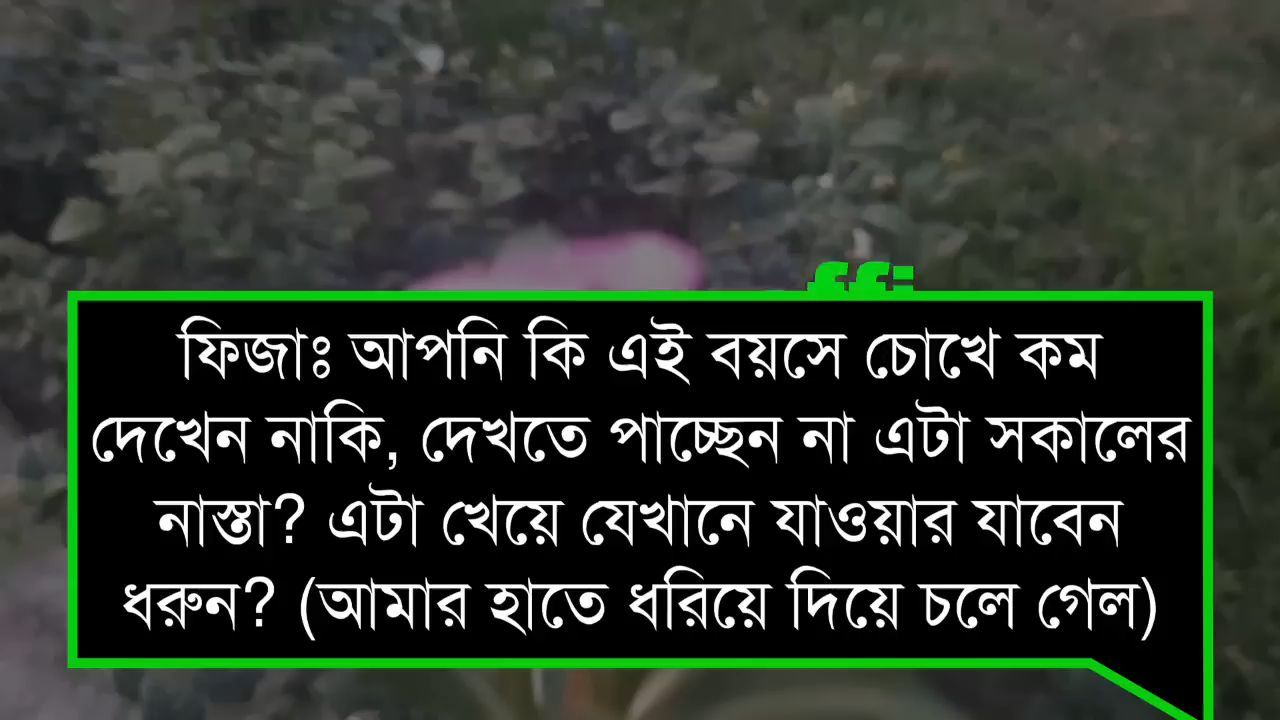 ফিজাঃ আপনি কি এই বয়সে চোখে কম
দেখেন নাকি, দেখতে পাচ্ছেন না এটা সকালের
নাস্তা? এটা খেয়ে যেখানে যাওয়ার যাবেন
ধরুন? (আমার হাতে ধরিয়ে দিয়ে চলে গেল)